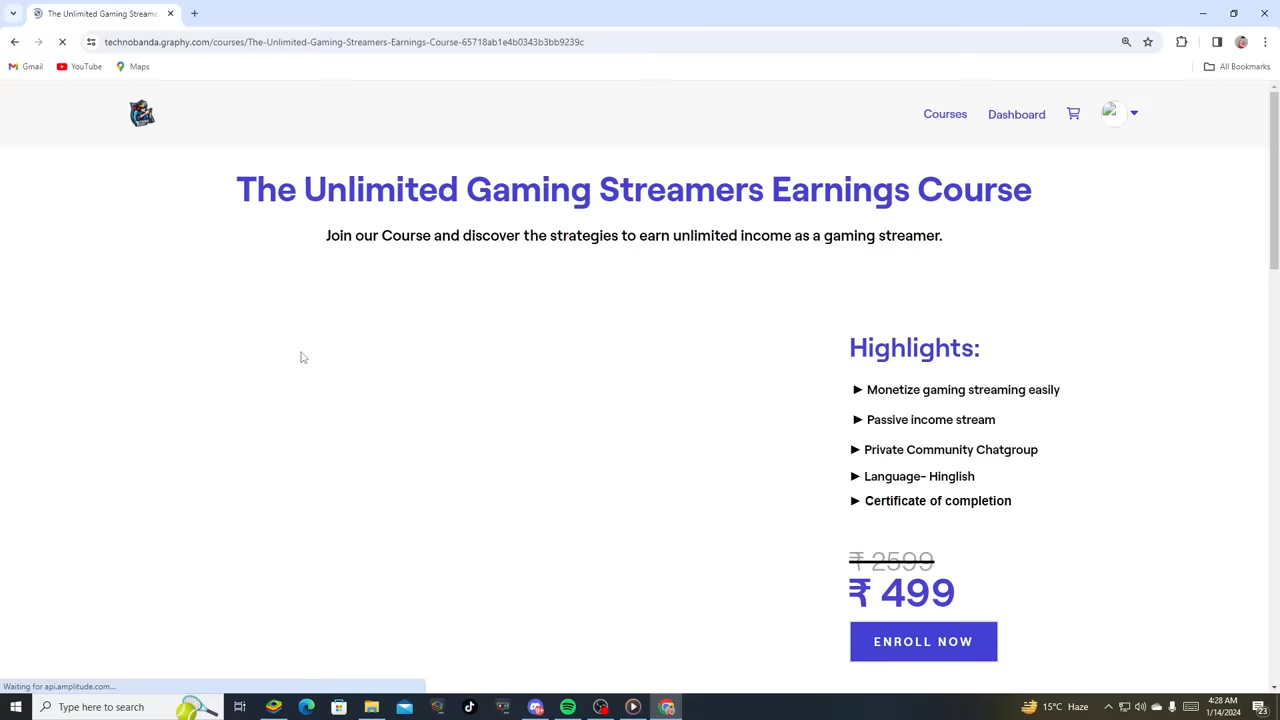 The Unlimited Gaming Streame
technobanda.graphy.com/courses/The-Unlimited-Gaming-Streamers-Earnings-Course-65718ab1e4b0343b3bb9239c
Gmail YouTube Maps All Bookmarks
Courses Dashboard
The Unlimited Gaming Streamers Earnings Course
Join our Course and discover the strategies to earn unlimited income as a gaming streamer.
Highlights:
► Monetize gaming streaming easily
► Passive income stream
► Private Community Chatgroup
► Language- Hinglish
► Certificate of completion
₹ 2599
₹ 499
ENROLL NOW
Waiting for api.amplitude.com...
Type here to search 15°C Haze 4:28 AM
1/14/2024 23